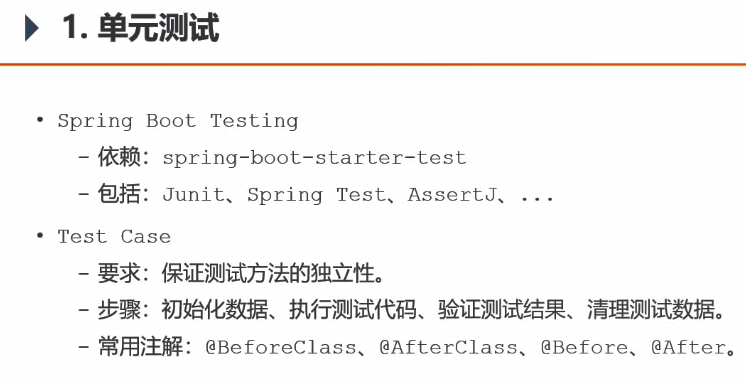 1. 单元测试
• Spring Boot Testing
– 依赖：spring-boot-starter-test
– 包括：Junit、Spring Test、AssertJ、...
• Test Case
– 要求：保证测试方法的独立性。
– 步骤：初始化数据、执行测试代码、验证测试结果、清理测试数据。
– 常用注解：@BeforeClass、@AfterClass、@Before、@After。